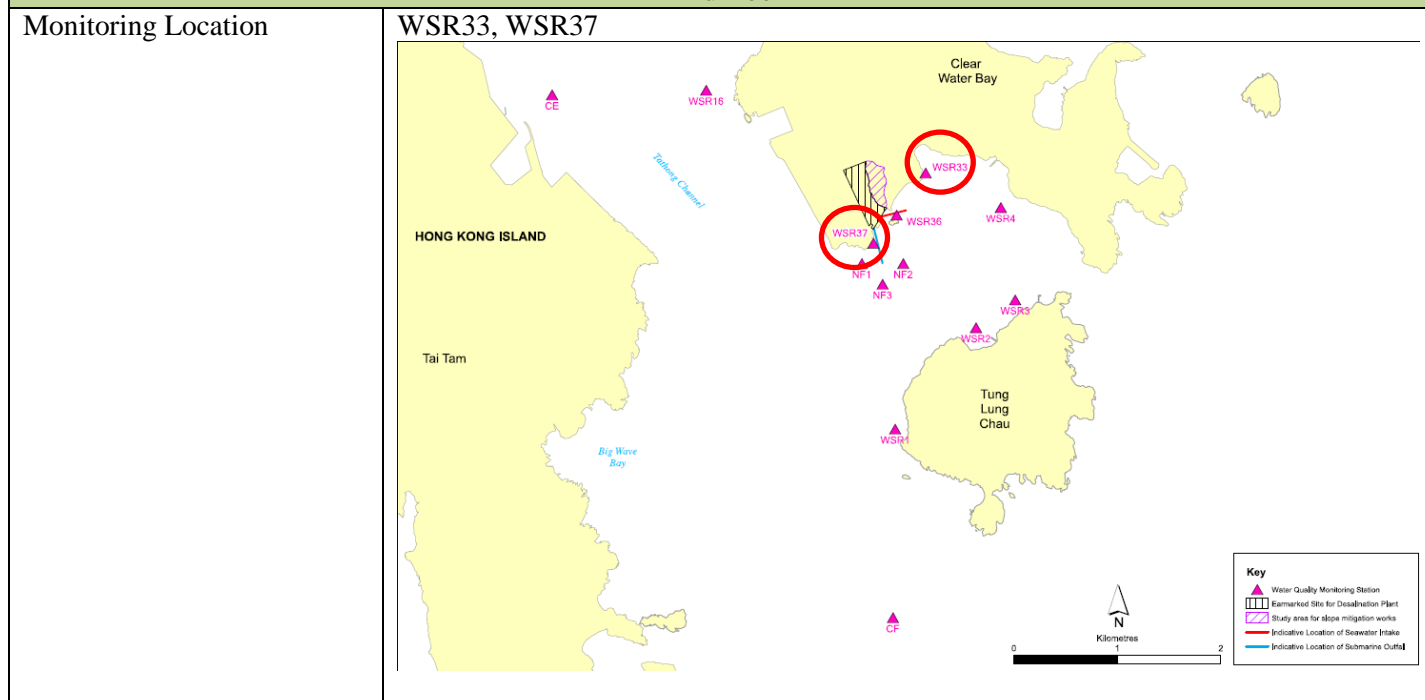 Monitoring Location
WSR33, WSR37
Clear
Water Bay
CE
WSR16
Tathong Channel
WSR33
WSR36
WSR4
WSR37
HONG KONG ISLAND
NF1
NF2
NF3
WSR3
WSR2
Tai Tam
Tung
Lung
Chau
WSR1
Big Wave
Bay
CF
N
Kilometres
0
1
2
Key
Water Quality Monitoring Station
Earmarked Site for Desalination Plant
Study area for slope mitigation works
Indicative Location of Seawater Intake
Indicative Location of Submarine Outfall